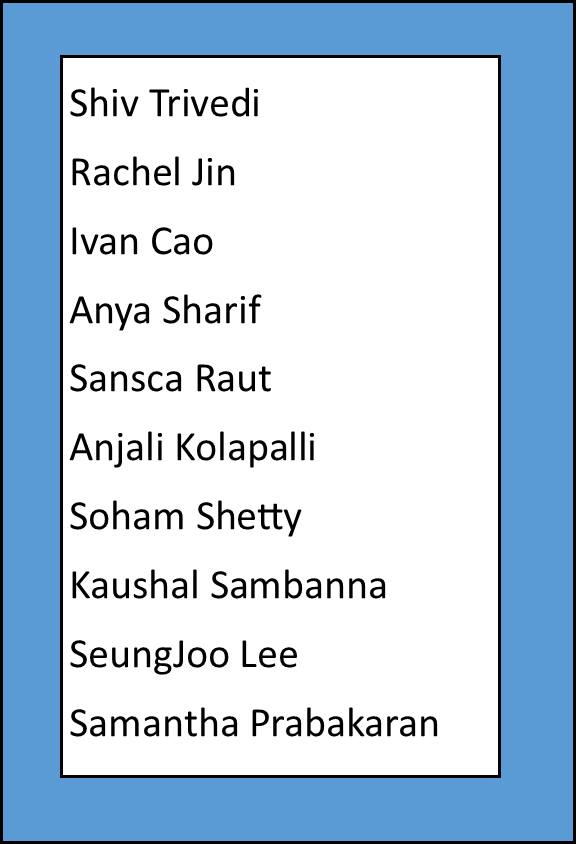 Shiv Trivedi
Rachel Jin
Ivan Cao
Anya Sharif
Sansca Raut
Anjali Kolapalli
Soham Shetty
Kaushal Sambanna
SeungJoo Lee
Samantha Prabakaran